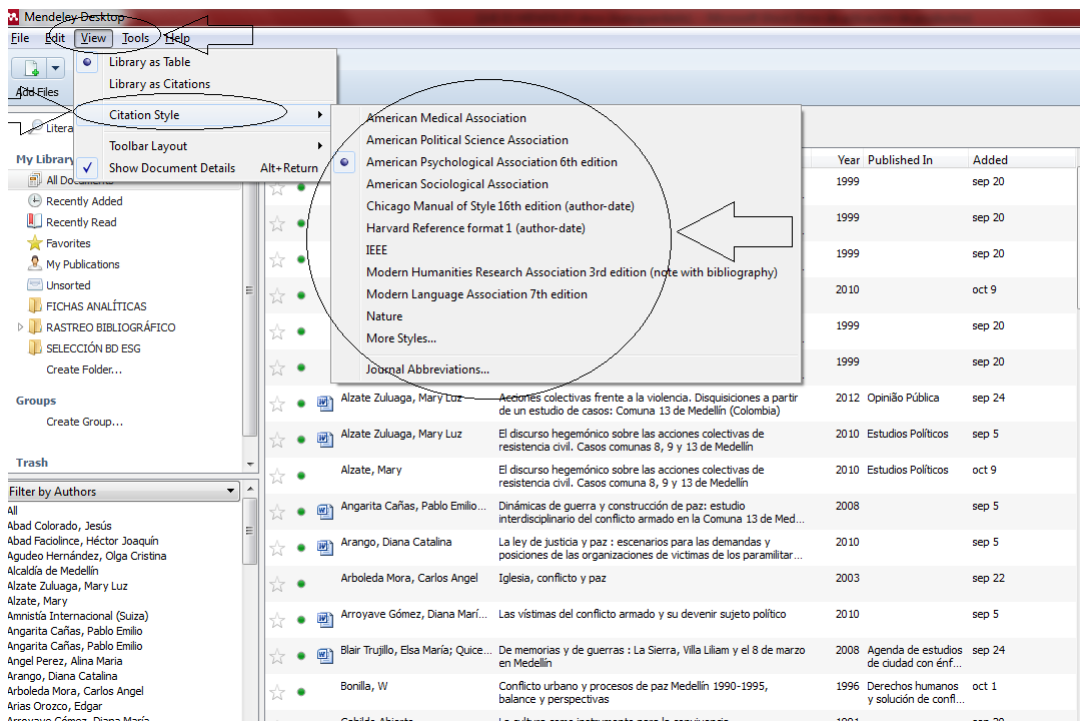 Mendeley Desktop
File Edit View Tools Help
Add Files
Library as Table
Library as Citations
Citation Style
Toolbar Layout
Show Document Details Alt+Return
American Medical Association
American Political Science Association
American Psychological Association 6th edition
American Sociological Association
Chicago Manual of Style 16th edition (author-date)
Harvard Reference format 1 (author-date)
IEEE
Modern Humanities Research Association 3rd edition (note with bibliography)
Modern Language Association 7th edition
Nature
More Styles...
Journal Abbreviations...
My Library
All Documents
Recently Added
Recently Read
Favorites
My Publications
Unsorted
FICHAS ANALÍTICAS
RASTREO BIBLIOGRÁFICO
SELECCIÓN BD ESG
Create Folder...
Groups
Create Group...
Trash
Filter by Authors
All
Abad Colorado, Jesús
Abad Faciolince, Héctor Joaquín
Agudeo Hernández, Olga Cristina
Alcaldía de Medellín
Alzate Zuluaga, Mary Luz
Alzate, Mary
Amnistía Internacional (Suiza)
Angarita Cañas, Pablo Emilio
Angarita Cañas, Pablo Emilio
Angel Perez, Alina Maria
Arango, Diana Catalina
Arboleda Mora, Carlos Angel
Arias Orozco, Edgar
Arroyave Gómez, Diana María
Year Published In Added
1999 sep 20
1999 sep 20
1999 sep 20
2010 oct 9
1999 sep 20
1999 sep 20
Alzate Zuluaga, Mary Luz Acciones colectivas frente a la violencia. Disquisiciones a partir 2012 Opinião Pública sep 24
de un estudio de casos: Comuna 13 de Medellín (Colombia)
Alzate Zuluaga, Mary Luz El discurso hegemónico sobre las acciones colectivas de 2010 Estudios Políticos sep 5
resistencia civil. Casos comunas 8, 9 y 13 de Medellín
Alzate, Mary El discurso hegemónico sobre las acciones colectivas de 2010 Estudios Políticos oct 9
resistencia civil. Casos comuna 8, 9 y 13 de Medellín
Angarita Cañas, Pablo Emilio... Dinámicas de guerra y construcción de paz: estudio 2008 sep 5
interdisciplinario del conflicto armado en la Comuna 13 de Med...
Arango, Diana Catalina La ley de justicia y paz : escenarios para las demandas y 2010 sep 5
posiciones de las organizaciones de victimas de los paramilitar...
Arboleda Mora, Carlos Angel Iglesia, conflicto y paz 2003 sep 22
Arroyave Gómez, Diana Marí... Las vístimas del conflicto armado y su devenir sujeto político 2010 sep 5
Blair Trujillo, Elsa María; Quice... De memorias y de guerras : La Sierra, Villa Liliam y el 8 de marzo 2008 Agenda de estudios sep 24
en Medellín de ciudad con énf...
Bonilla, W Conflicto urbano y procesos de paz Medellín 1990-1995, 1996 Derechos humanos oct 1
balance y perspectivas y solución de confl...